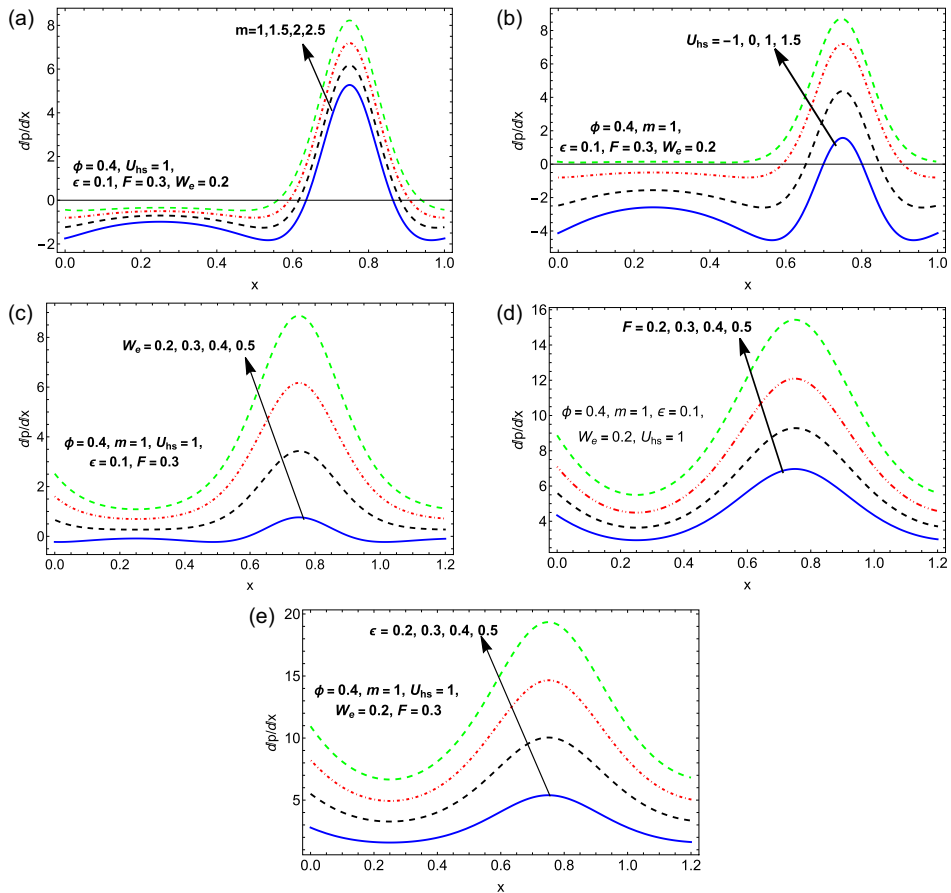 (a)
8
6
4
2
0
−2
dp/dx
m=1,1.5,2,2.5
ϕ = 0.4, U_hs = 1,
ϵ = 0.1, F = 0.3, W_e = 0.2
0.0 0.2 0.4 0.6 0.8 1.0
x
(b)
8
6
4
2
0
−2
−4
dp/dx
U_hs = −1, 0, 1, 1.5
ϕ = 0.4, m = 1,
ϵ = 0.1, F = 0.3, W_e = 0.2
0.0 0.2 0.4 0.6 0.8 1.0
x
(c)
8
6
4
2
0
dp/dx
W_e = 0.2, 0.3, 0.4, 0.5
ϕ = 0.4, m = 1, U_hs = 1,
ϵ = 0.1, F = 0.3
0.0 0.2 0.4 0.6 0.8 1.0 1.2
x
(d)
16
14
12
10
8
6
4
dp/dx
F = 0.2, 0.3, 0.4, 0.5
ϕ = 0.4, m = 1, ϵ = 0.1,
W_e = 0.2, U_hs = 1
0.0 0.2 0.4 0.6 0.8 1.0 1.2
x
(e)
20
15
10
5
dp/dx
ϵ = 0.2, 0.3, 0.4, 0.5
ϕ = 0.4, m = 1, U_hs = 1,
W_e = 0.2, F = 0.3
0.0 0.2 0.4 0.6 0.8 1.0 1.2
x